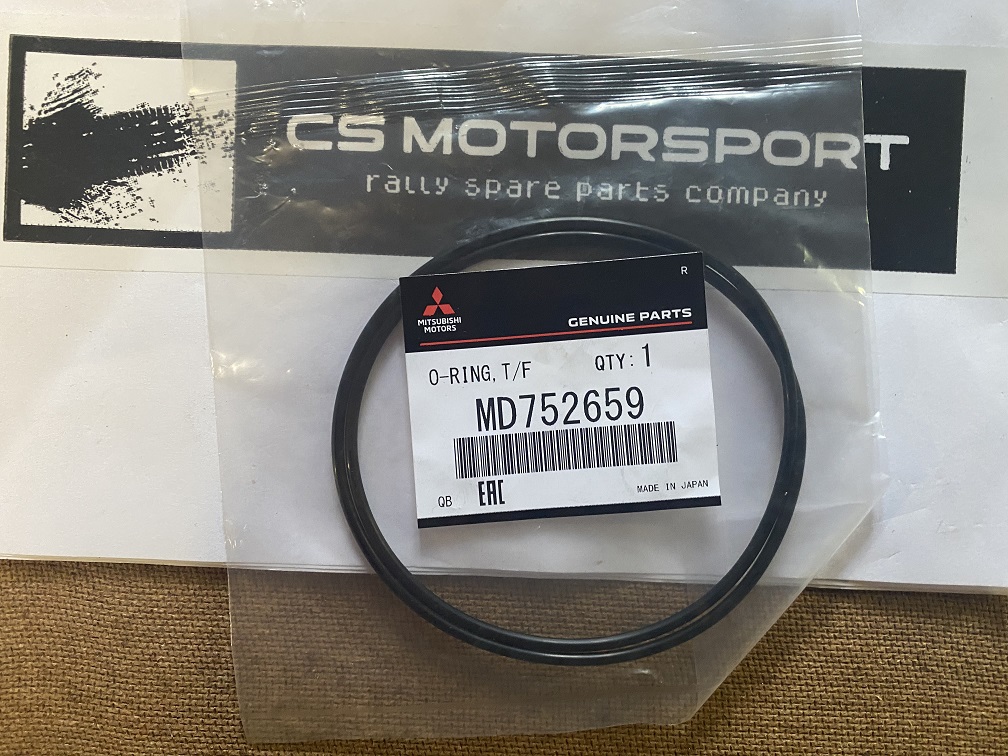 CS MOTORSPORT
rally spare parts company
R
MITSUBISHI
MOTORS
GENUINE PARTS
O-RING, T/F QTY: 1
MD752659
QB EAC MADE IN JAPAN